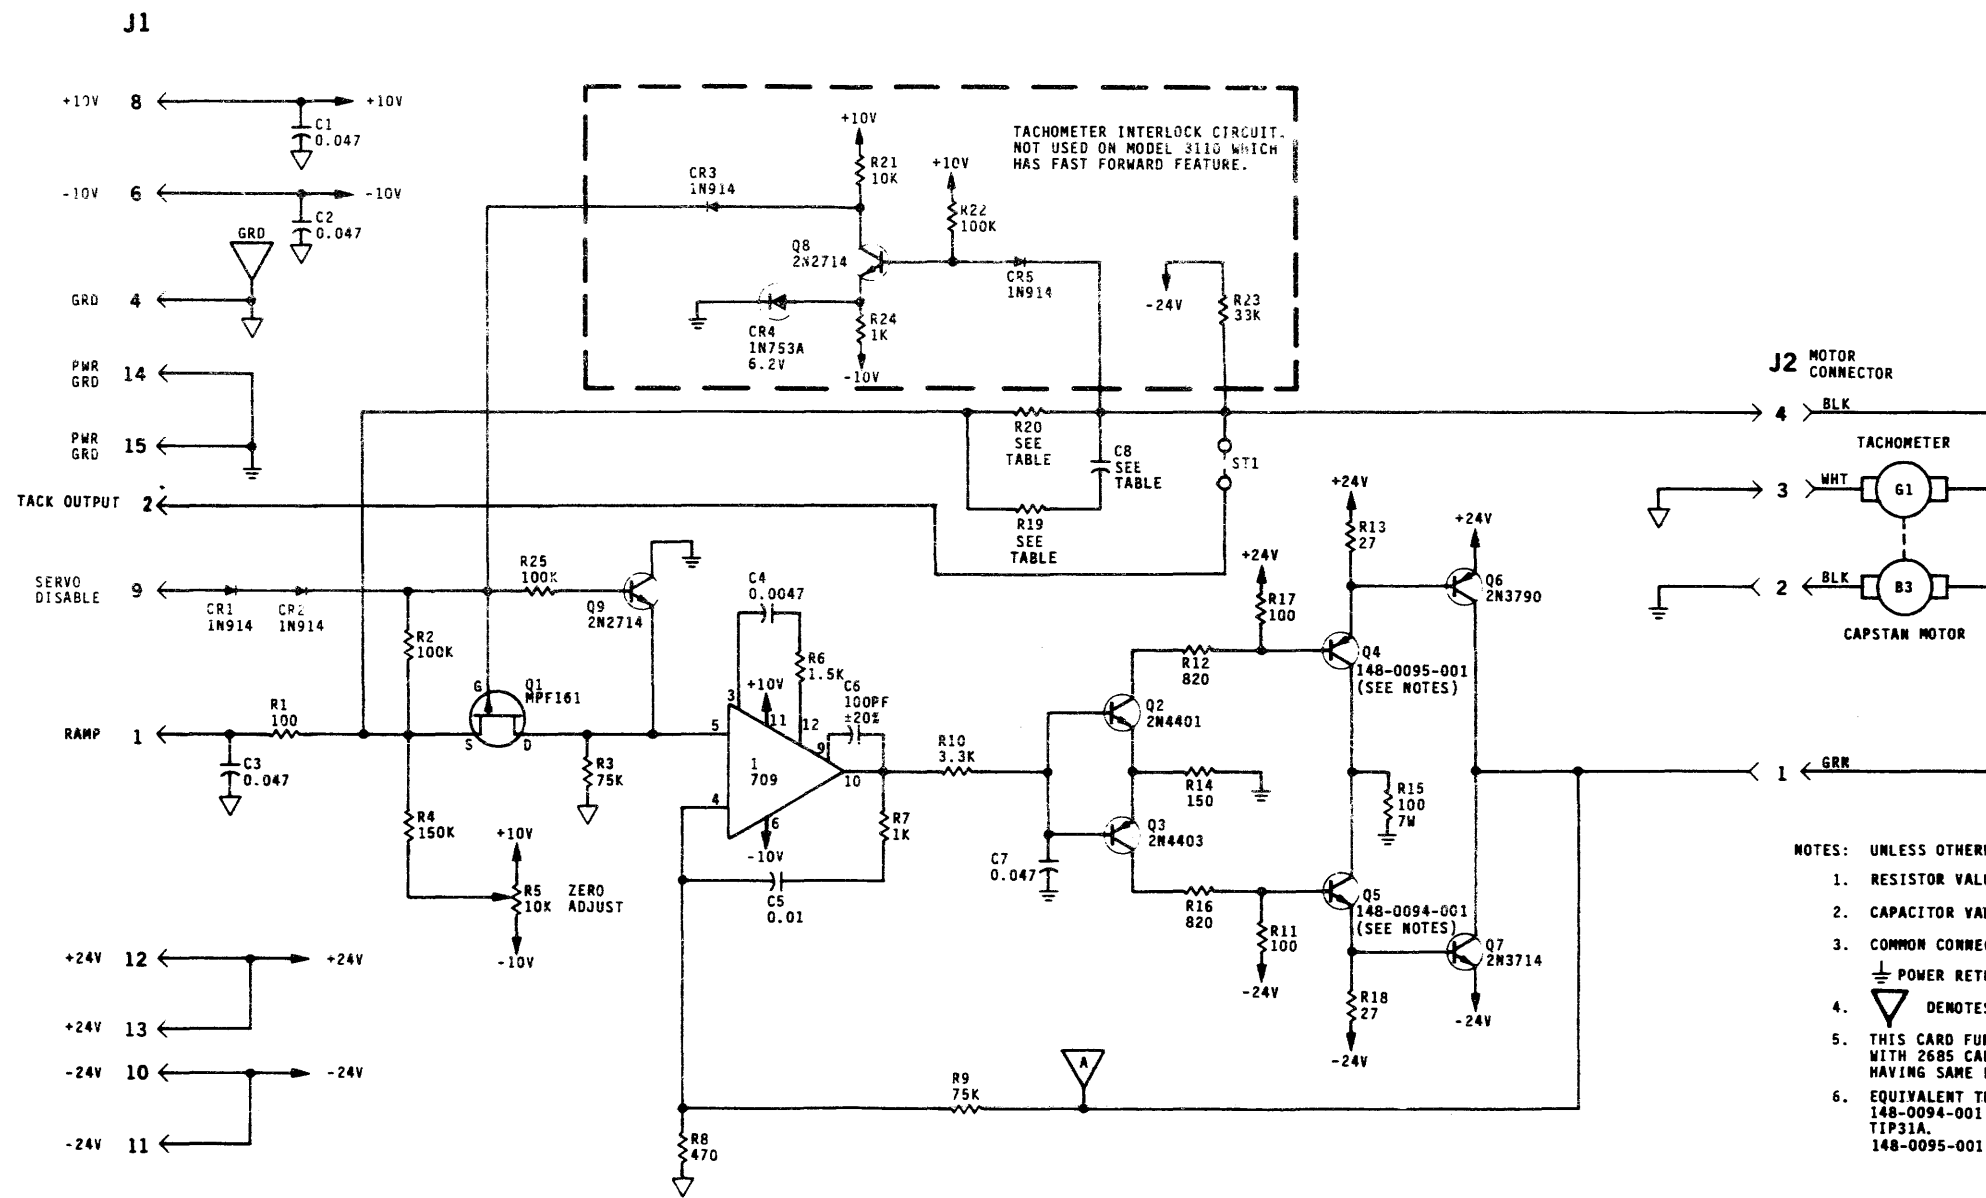 J1
+10V 8
+10V
C1
0.047
-10V 6
-10V
C2
0.047
GRD
GRD 4
PWR
GRD 14
PWR
GRD 15
TACK OUTPUT 2
SERVO
DISABLE 9
CR1
1N914
CR2
1N914
R2
100K
R25
100K
Q9
2N2714
RAMP 1
R1
100
C3
0.047
G
Q1
MPF161
S
D
R3
75K
R4
150K
+10V
R5
10K
ZERO
ADJUST
-10V
+24V 12
+24V
+24V 13
-24V 10
-24V
-24V 11
TACHOMETER INTERLOCK CIRCUIT.
NOT USED ON MODEL 3110 WHICH
HAS FAST FORWARD FEATURE.
+10V
R21
10K
+10V
R22
100K
CR3
1N914
Q8
2N2714
CR5
1N914
CR4
1N753A
6.2V
R24
1K
-10V
-24V
R23
33K
R20
SEE
TABLE
C8
SEE
TABLE
R19
SEE
TABLE
ST1
C4
0.0047
R6
1.5K
C6
100PF
±20%
+10V
3
11
12
9
5
1
709
10
4
6
-10V
R7
1K
C5
0.01
R10
3.3K
C7
0.047
Q2
2N4401
R14
150
Q3
2N4403
R12
820
+24V
R17
100
R16
820
R11
100
-24V
+24V
R13
27
+24V
Q6
2N3790
Q4
148-0095-001
(SEE NOTES)
R15
100
7W
Q5
148-0094-001
(SEE NOTES)
Q7
2N3714
R18
27
-24V
-24V
A
R9
75K
R8
470
J2 MOTOR
CONNECTOR
4 BLK
TACHOMETER
3 WHT
G1
2 BLK
B3
CAPSTAN MOTOR
1 GRN
NOTES: UNLESS OTHER
1. RESISTOR VAL
2. CAPACITOR VA
3. COMMON CONNE
POWER RET
4. DENOTES
5. THIS CARD FU
WITH 2685 CA
HAVING SAME
6. EQUIVALENT T
148-0094-001
TIP31A.
148-0095-001